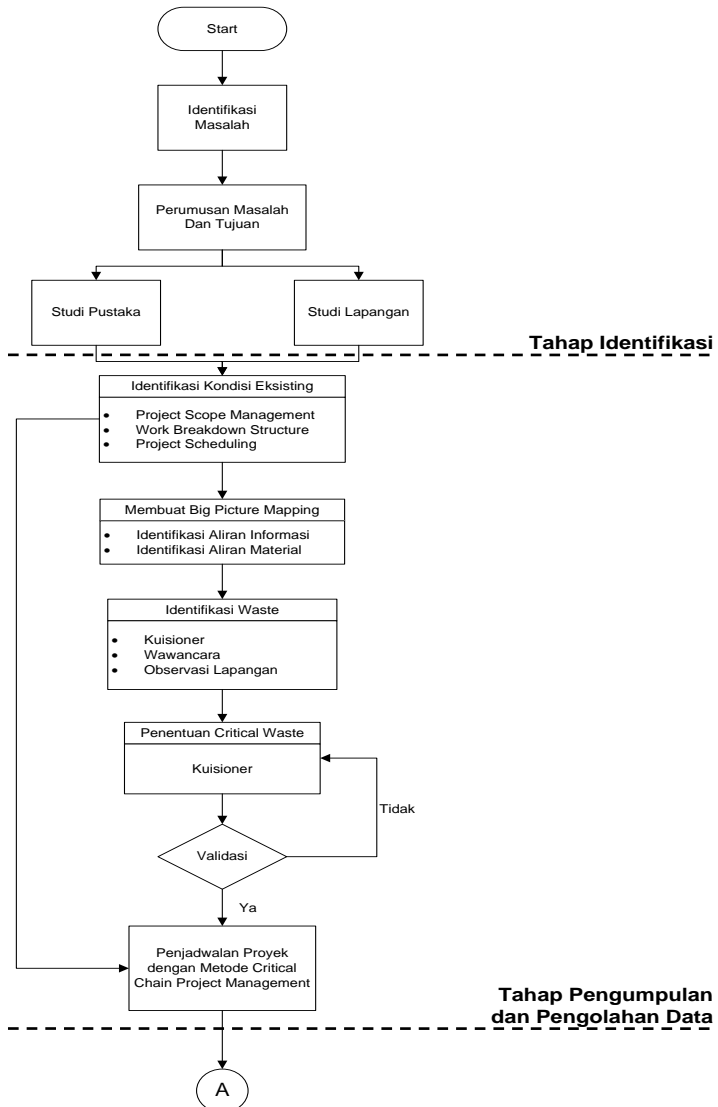 Start
Identifikasi
Masalah
Perumusan Masalah
Dan Tujuan
Studi Pustaka
Studi Lapangan
Tahap Identifikasi
Identifikasi Kondisi Eksisting
• Project Scope Management
• Work Breakdown Structure
• Project Scheduling
Membuat Big Picture Mapping
• Identifikasi Aliran Informasi
• Identifikasi Aliran Material
Identifikasi Waste
• Kuisioner
• Wawancara
• Observasi Lapangan
Penentuan Critical Waste
Kuisioner
Tidak
Validasi
Ya
Penjadwalan Proyek
dengan Metode Critical
Chain Project Management
Tahap Pengumpulan
dan Pengolahan Data
A